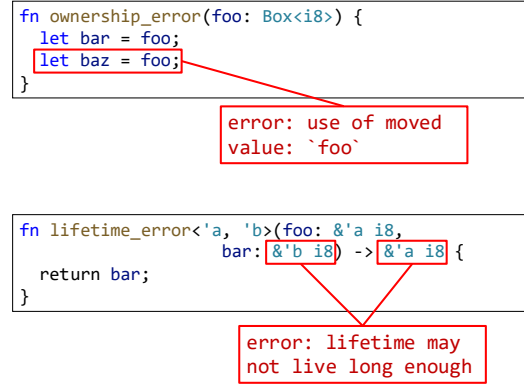 fn ownership_error(foo: Box<i8>) {
  let bar = foo;
  let baz = foo;
}
error: use of moved
value: `foo`
fn lifetime_error<'a, 'b>(foo: &'a i8,
                      bar: &'b i8) -> &'a i8 {
  return bar;
}
error: lifetime may
not live long enough